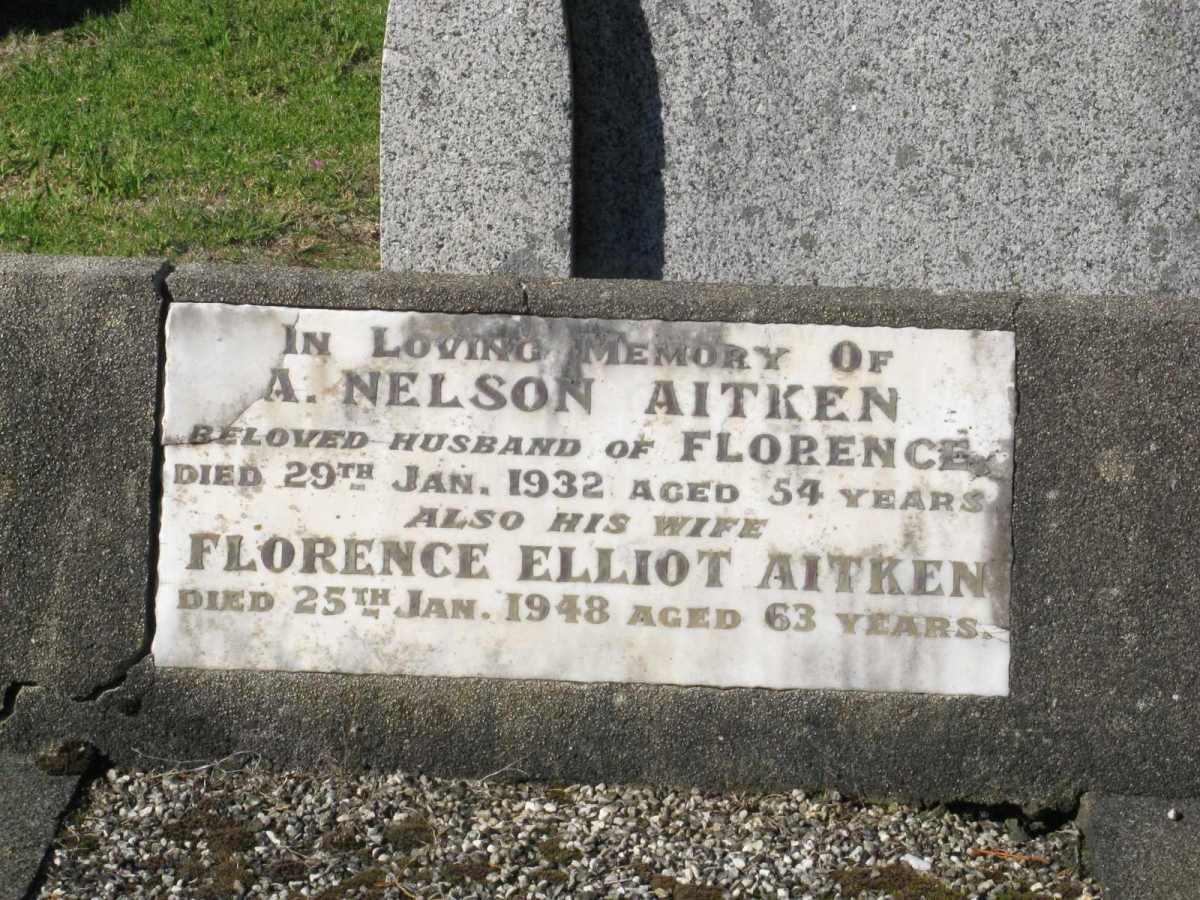 In Loving Memory Of
A. NELSON AITKEN
BELOVED HUSBAND OF FLORENCE
DIED 29TH JAN. 1932 AGED 54 YEARS
ALSO HIS WIFE
FLORENCE ELLIOT AITKEN
DIED 25TH JAN. 1948 AGED 63 YEARS.